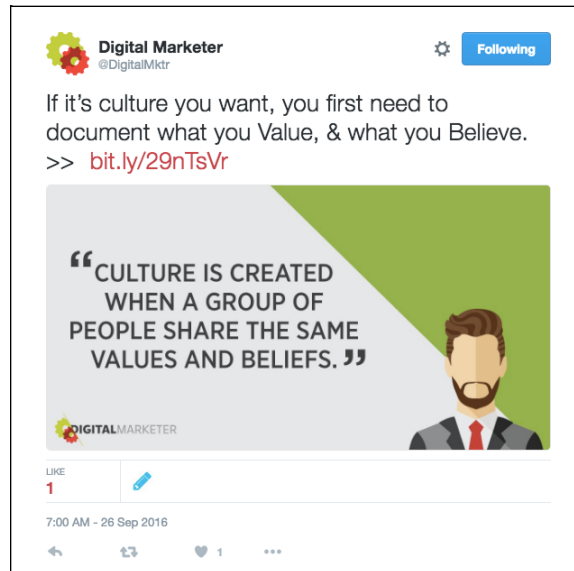 Digital Marketer
@DigitalMktr
Following
If it's culture you want, you first need to
document what you Value, & what you Believe.
>> bit.ly/29nTsVr
“CULTURE IS CREATED
WHEN A GROUP OF
PEOPLE SHARE THE SAME
VALUES AND BELIEFS.”
DIGITALMARKETER
LIKE
1
7:00 AM - 26 Sep 2016
1